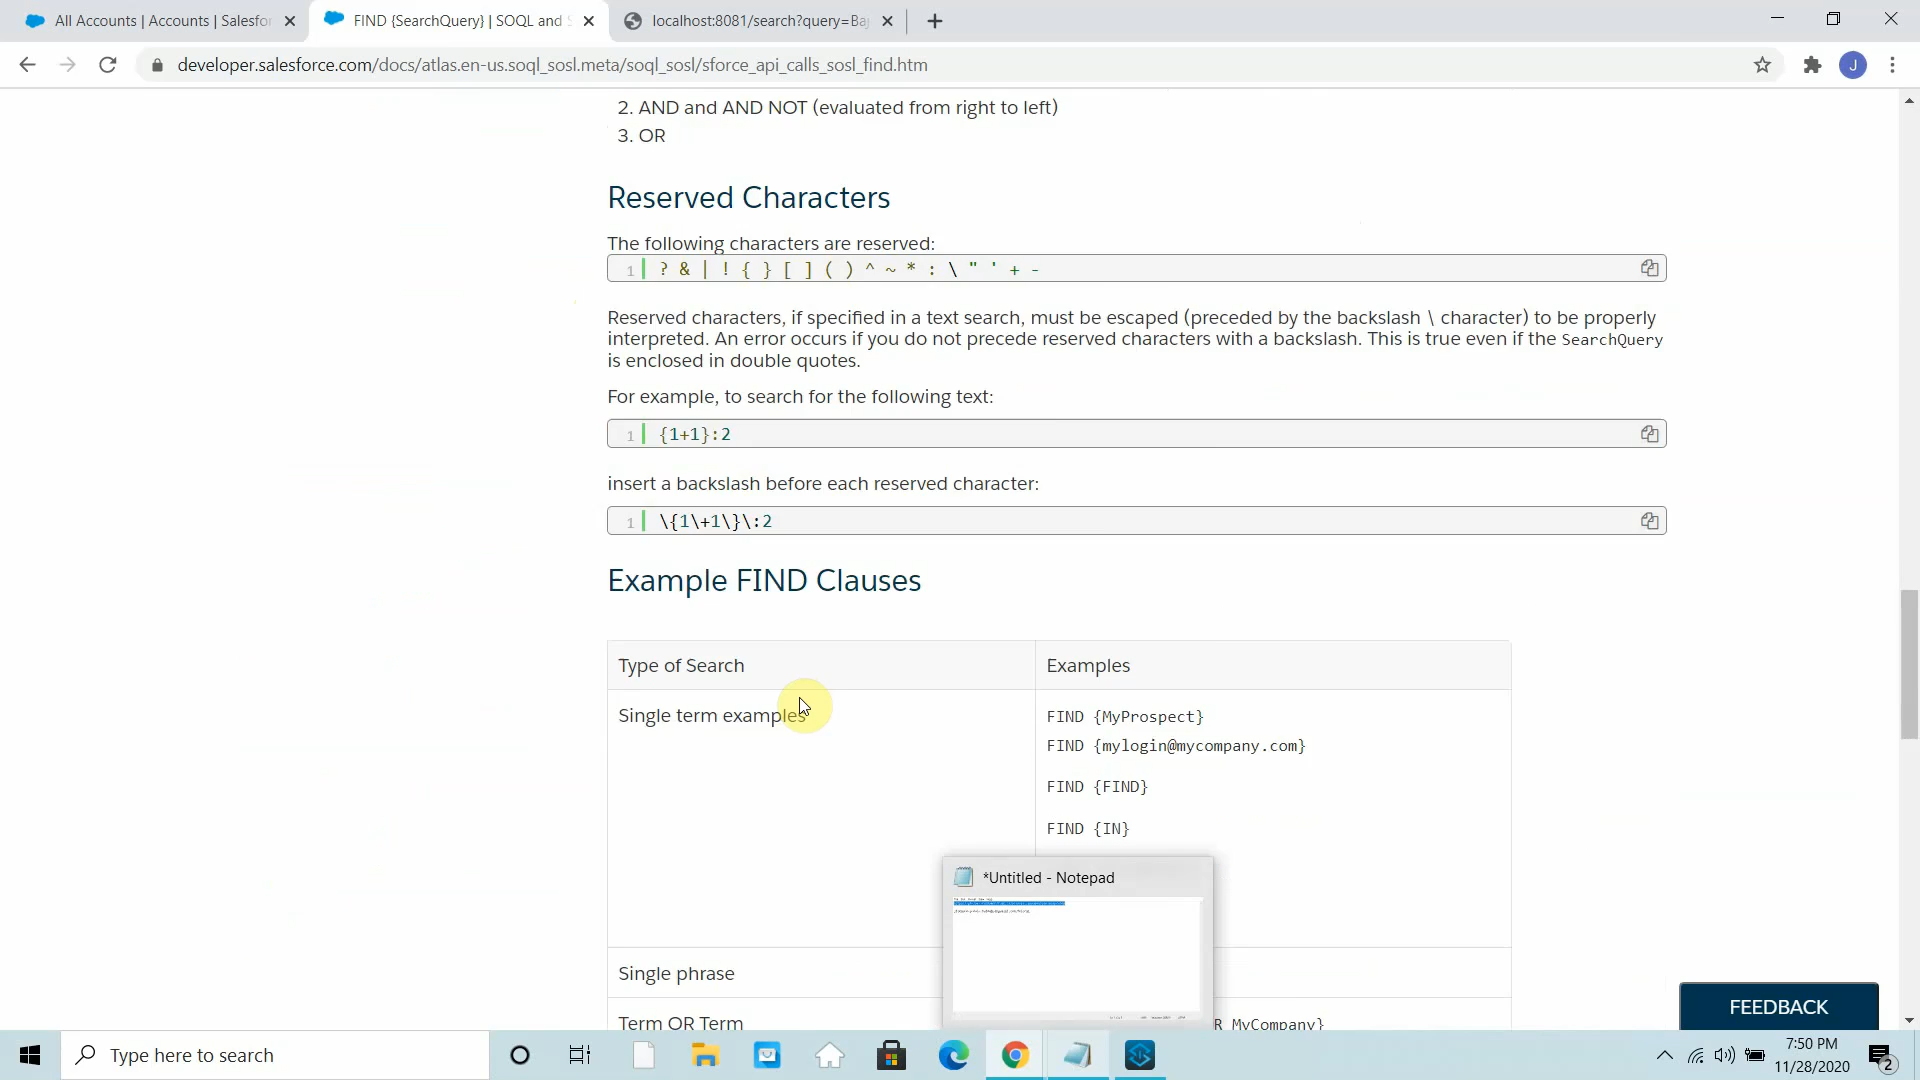 All Accounts | Accounts | Salesfor
FIND {SearchQuery} | SOQL and S
localhost:8081/search?query=Ba
developer.salesforce.com/docs/atlas.en-us.soql_sosl.meta/soql_sosl/sforce_api_calls_sosl_find.htm
J
2. AND and AND NOT (evaluated from right to left)
3. OR
Reserved Characters
The following characters are reserved:
1 ? & | ! { } [ ] ( ) ^ ~ * : \ " ' + -
Reserved characters, if specified in a text search, must be escaped (preceded by the backslash \ character) to be properly
interpreted. An error occurs if you do not precede reserved characters with a backslash. This is true even if the SearchQuery
is enclosed in double quotes.
For example, to search for the following text:
1 {1+1}:2
insert a backslash before each reserved character:
1 \{1\+1\}\:2
Example FIND Clauses
Type of Search
Examples
Single term examples
FIND {MyProspect}
FIND {mylogin@mycompany.com}
FIND {FIND}
FIND {IN}
*Untitled - Notepad
Single phrase
Term OR Term
R MyCompany}
FEEDBACK
Type here to search
7:50 PM
11/28/2020
2